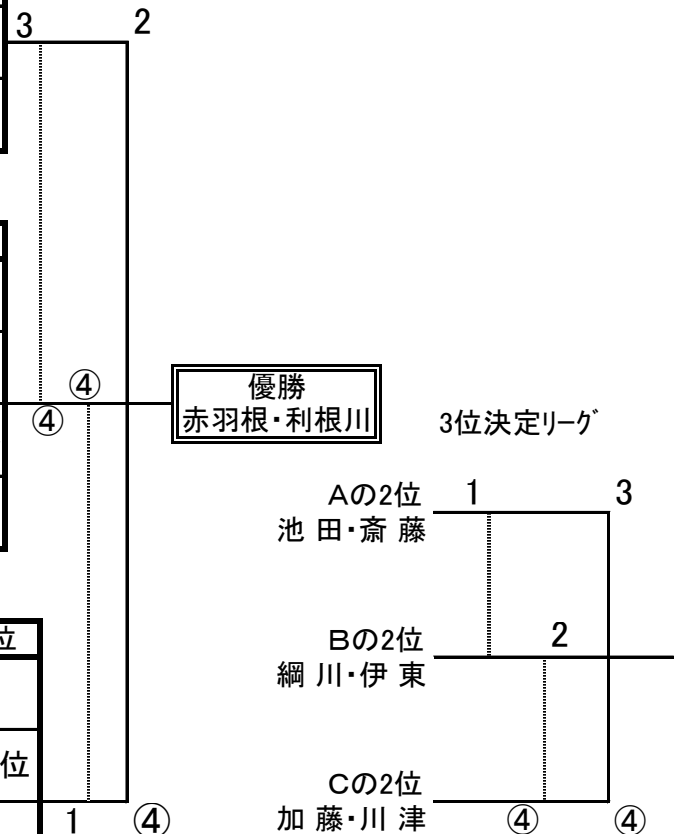 3
2
④
④
優勝
赤羽根・利根川
3位決定リーグ
Aの2位
1
3
池田・斎藤
Bの2位
2
綱川・伊東
位
位
Cの2位
1
④
加藤・川津
④
④